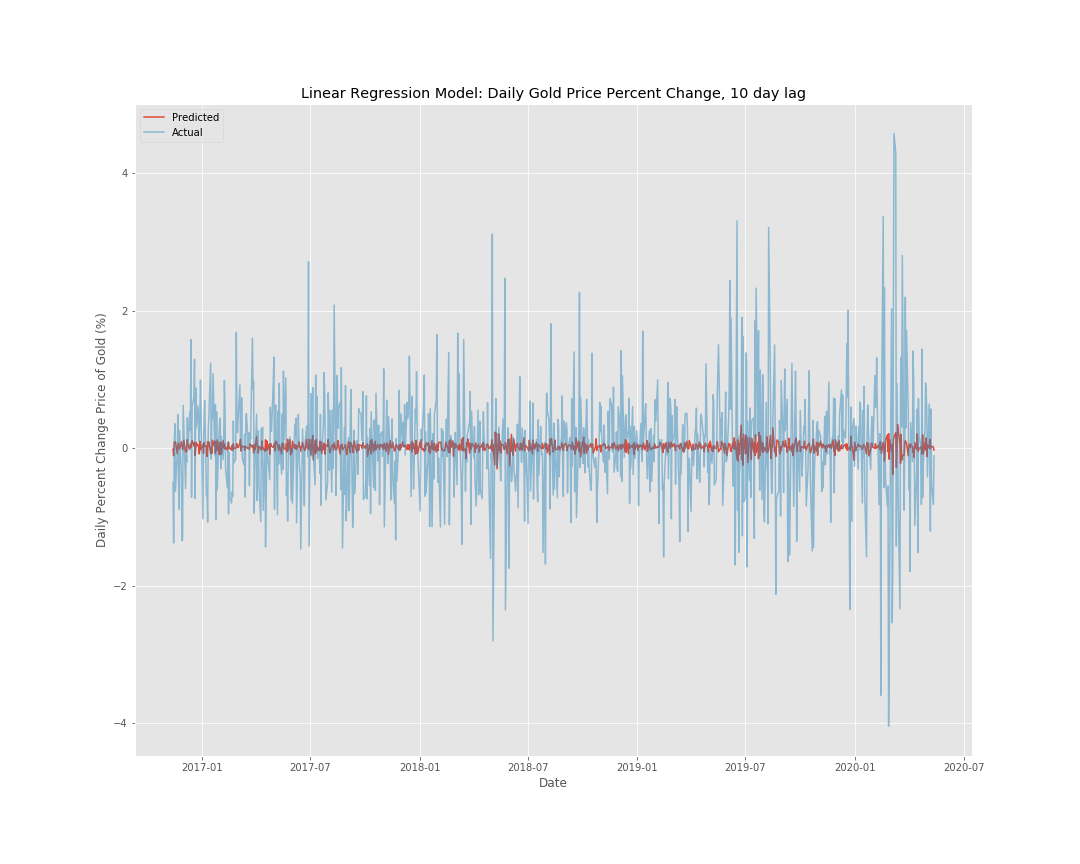 Linear Regression Model: Daily Gold Price Percent Change, 10 day lag
Predicted
Actual
Daily Percent Change Price of Gold (%)
4
2
0
−2
−4
2017-01
2017-07
2018-01
2018-07
2019-01
2019-07
2020-01
2020-07
Date